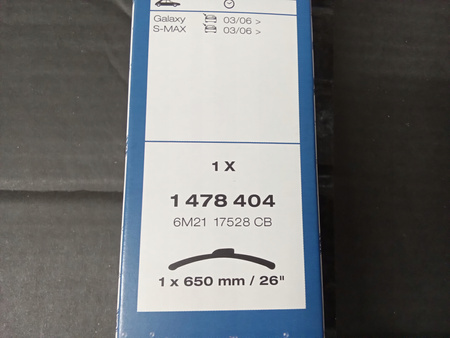 Galaxy 03/06 >
S-MAX 03/06 >
1 X
1 478 404
6M21 17528 CB
1 x 650 mm / 26"